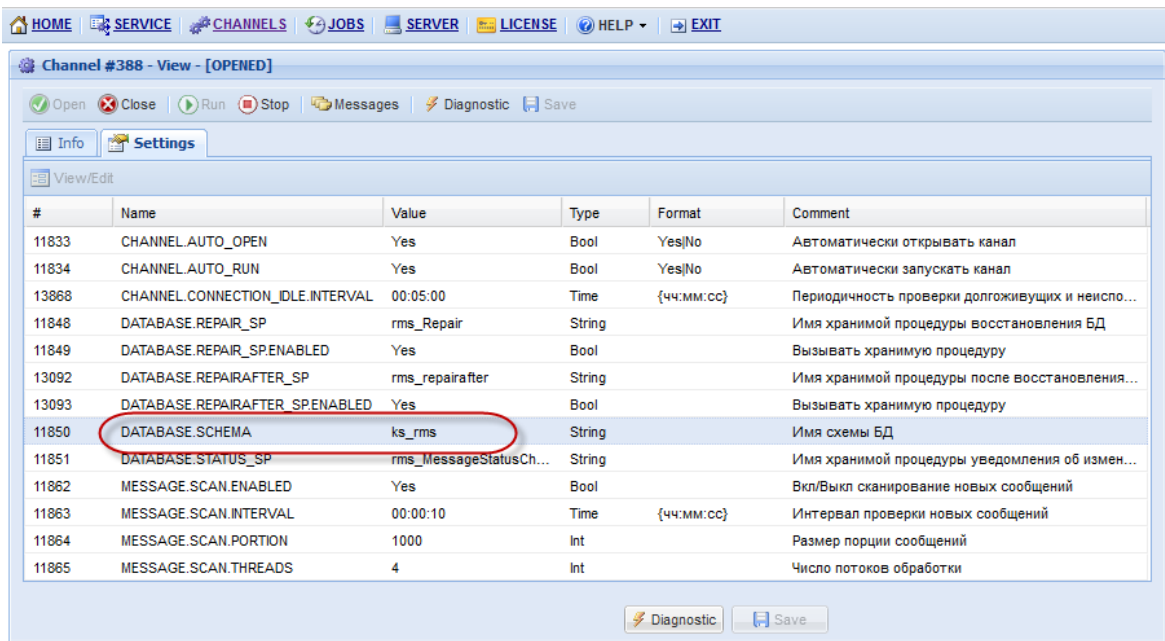 HOME SERVICE CHANNELS JOBS SERVER LICENSE HELP EXIT
Channel #388 - View - [OPENED]
Open Close Run Stop Messages Diagnostic Save
Info Settings
View/Edit
# Name Value Type Format Comment
11833 CHANNEL.AUTO_OPEN Yes Bool Yes|No Автоматически открывать канал
11834 CHANNEL.AUTO_RUN Yes Bool Yes|No Автоматически запускать канал
13868 CHANNEL.CONNECTION_IDLE.INTERVAL 00:05:00 Time {чч:мм:сс} Периодичность проверки долгоживущих и неиспо...
11848 DATABASE.REPAIR_SP rms_Repair String Имя хранимой процедуры восстановления БД
11849 DATABASE.REPAIR_SP.ENABLED Yes Bool Вызывать хранимую процедуру
13092 DATABASE.REPAIRAFTER_SP rms_repairafter String Имя хранимой процедуры после восстановления...
13093 DATABASE.REPAIRAFTER_SP.ENABLED Yes Bool Вызывать хранимую процедуру
11850 DATABASE.SCHEMA ks_rms String Имя схемы БД
11851 DATABASE.STATUS_SP rms_MessageStatusCh... String Имя хранимой процедуры уведомления об измен...
11862 MESSAGE.SCAN.ENABLED Yes Bool Вкл/Выкл сканирование новых сообщений
11863 MESSAGE.SCAN.INTERVAL 00:00:10 Time {чч:мм:сс} Интервал проверки новых сообщений
11864 MESSAGE.SCAN.PORTION 1000 Int Размер порции сообщений
11865 MESSAGE.SCAN.THREADS 4 Int Число потоков обработки
Diagnostic Save